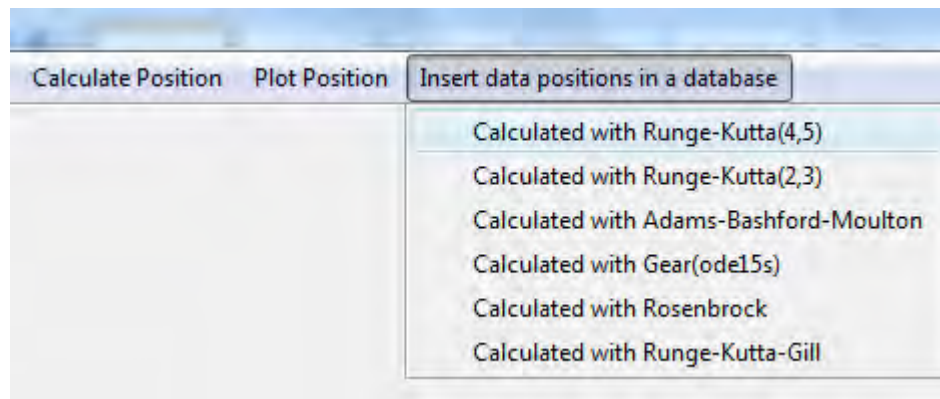 Calculate Position Plot Position Insert data positions in a database
Calculated with Runge-Kutta(4,5)
Calculated with Runge-Kutta(2,3)
Calculated with Adams-Bashford-Moulton
Calculated with Gear(ode15s)
Calculated with Rosenbrock
Calculated with Runge-Kutta-Gill